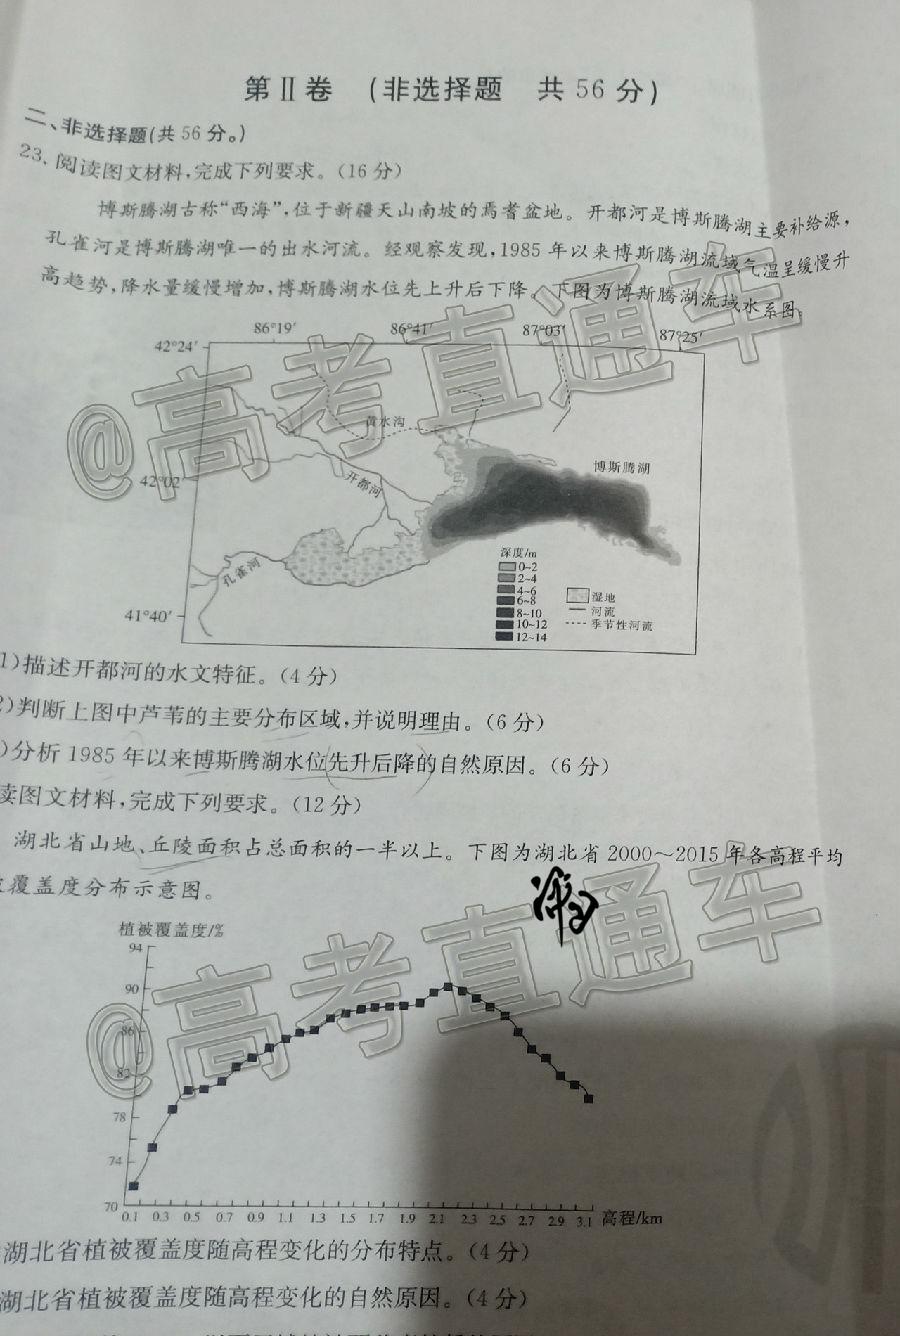 第Ⅱ卷 (非选择题 共56分)
二、非选择题(共56分。)
23、阅读图文材料,完成下列要求。(16分)
博斯腾湖古称“西海”,位于新疆天山南坡的焉耆盆地。开都河是博斯腾湖主要补给源,
孔雀河是博斯腾湖唯一的出水河流。经观察发现,1985年以来博斯腾湖流域气温呈缓慢升
高趋势,降水量缓慢增加,博斯腾湖水位先上升后下降。下图为博斯腾湖流域水系图。
86°19′ 86°41′ 87°03′ 87°25′
42°24′
黄水沟
博斯腾湖
42°02′
开都河
孔雀河
41°40′
深度/m
0~2
2~4
4~6
6~8
8~10
10~12
12~14
湿地
河流
季节性河流
@高考直通车
1)描述开都河的水文特征。(4分)
)判断上图中芦苇的主要分布区域,并说明理由。(6分)
)分析1985年以来博斯腾湖水位先升后降的自然原因。(6分)
读图文材料,完成下列要求。(12分)
湖北省山地、丘陵面积占总面积的一半以上。下图为湖北省2000~2015年各高程平均
覆盖度分布示意图。
植被覆盖度/%
94
90
86
82
78
74
70
0.1 0.3 0.5 0.7 0.9 1.1 1.3 1.5 1.7 1.9 2.1 2.3 2.5 2.7 2.9 3.1 高程/km
@高考直通车
湖北省植被覆盖度随高程变化的分布特点。(4分)
湖北省植被覆盖度随高程变化的自然原因。(4分)